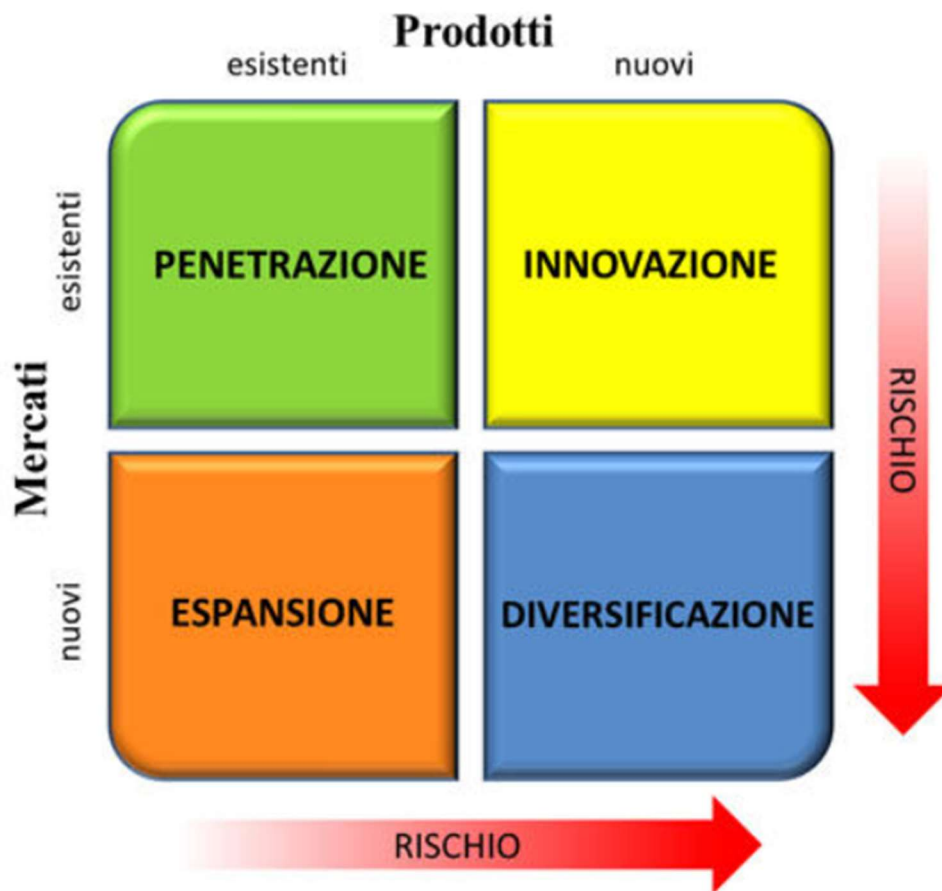 Prodotti
esistenti nuovi
esistenti
PENETRAZIONE INNOVAZIONE
RISCHIO
Mercati
nuovi
ESPANSIONE DIVERSIFICAZIONE
RISCHIO